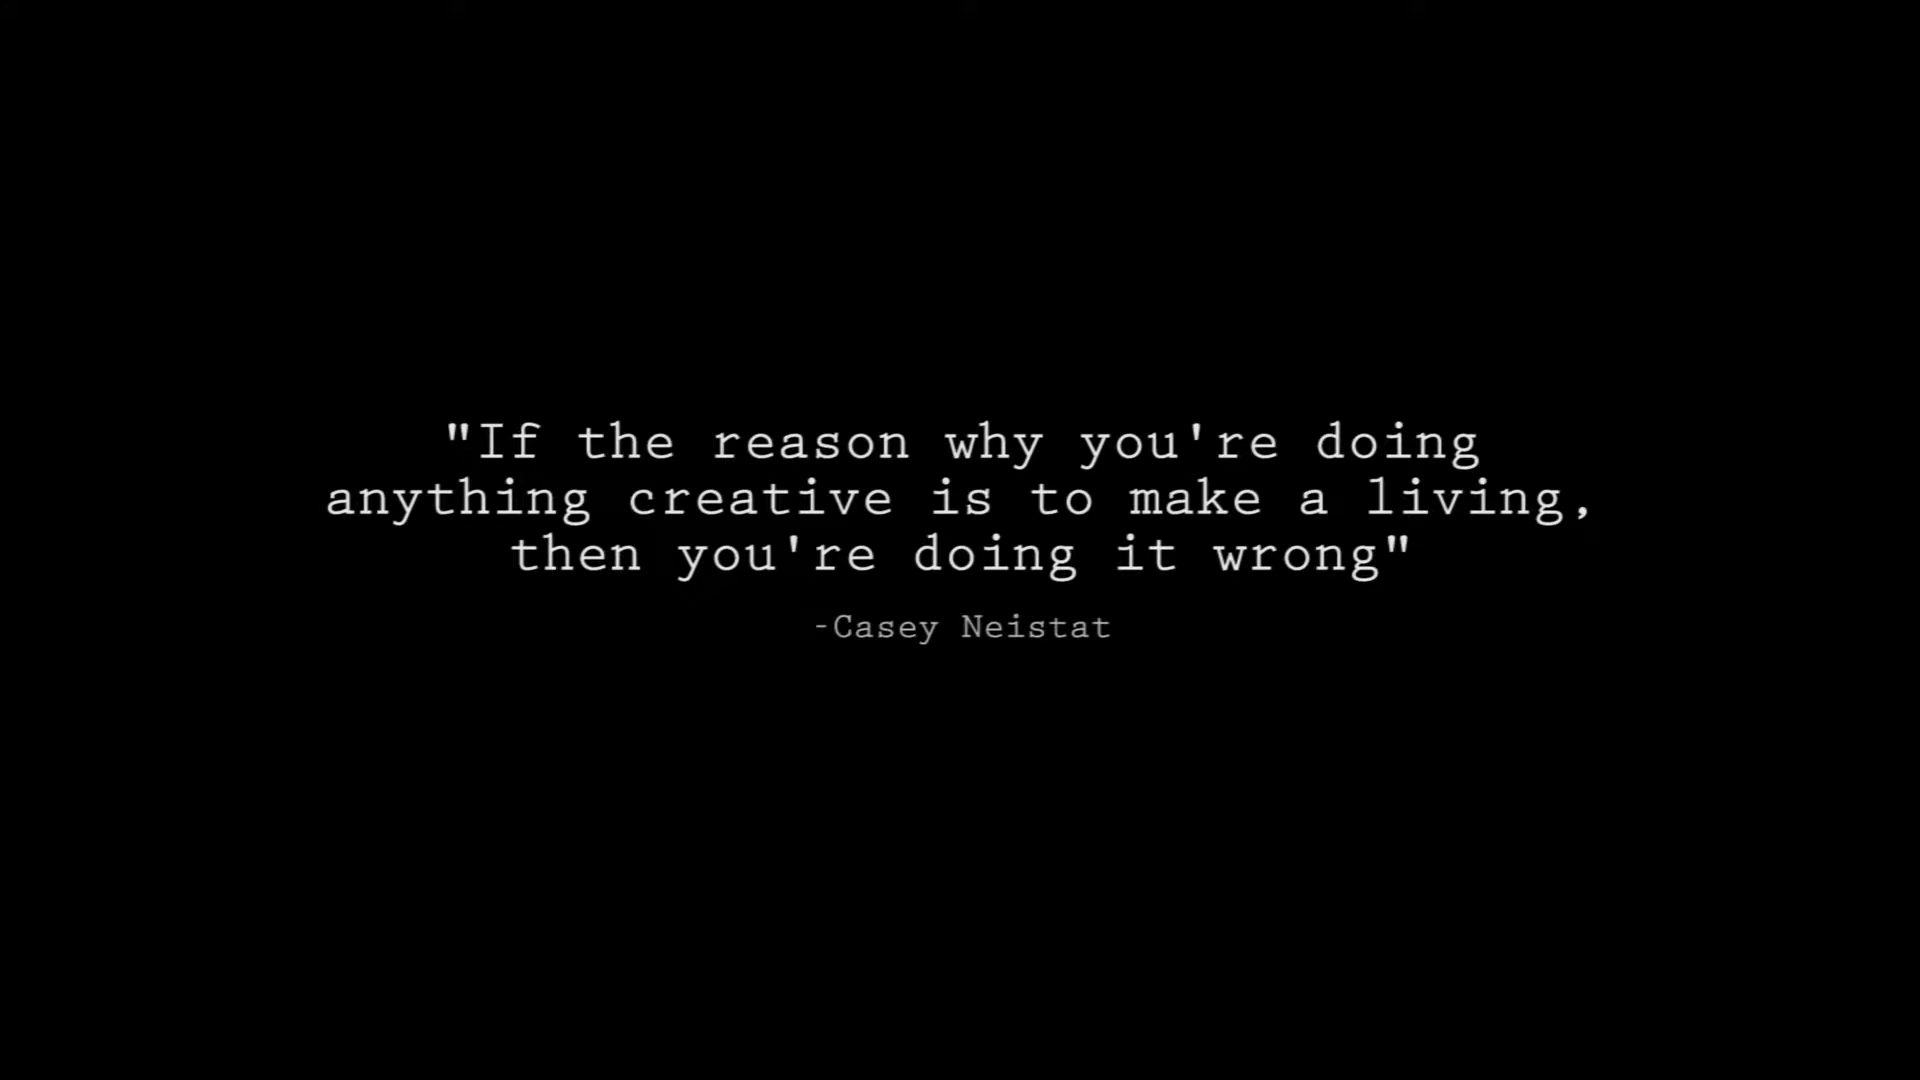 "If the reason why you're doing
anything creative is to make a living,
then you're doing it wrong"
-Casey Neistat